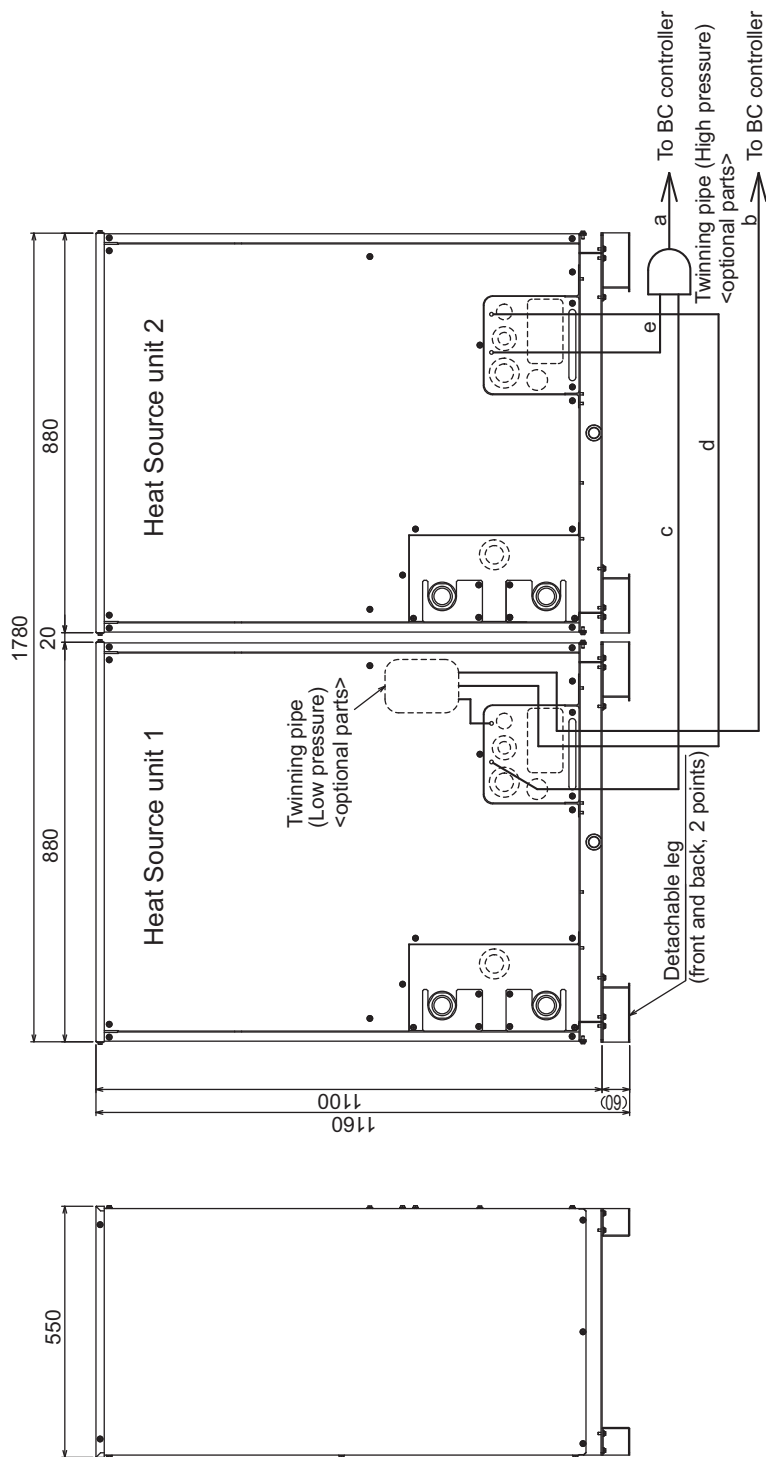 1780
880
20
880
Heat Source unit 1
Heat Source unit 2
Twinning pipe
(Low pressure)
<optional parts>
1160
1100
(60)
Detachable leg
(front and back, 2 points)
c
d
e
a
b
To BC controller
Twinning pipe (High pressure)
<optional parts>
To BC controller
550